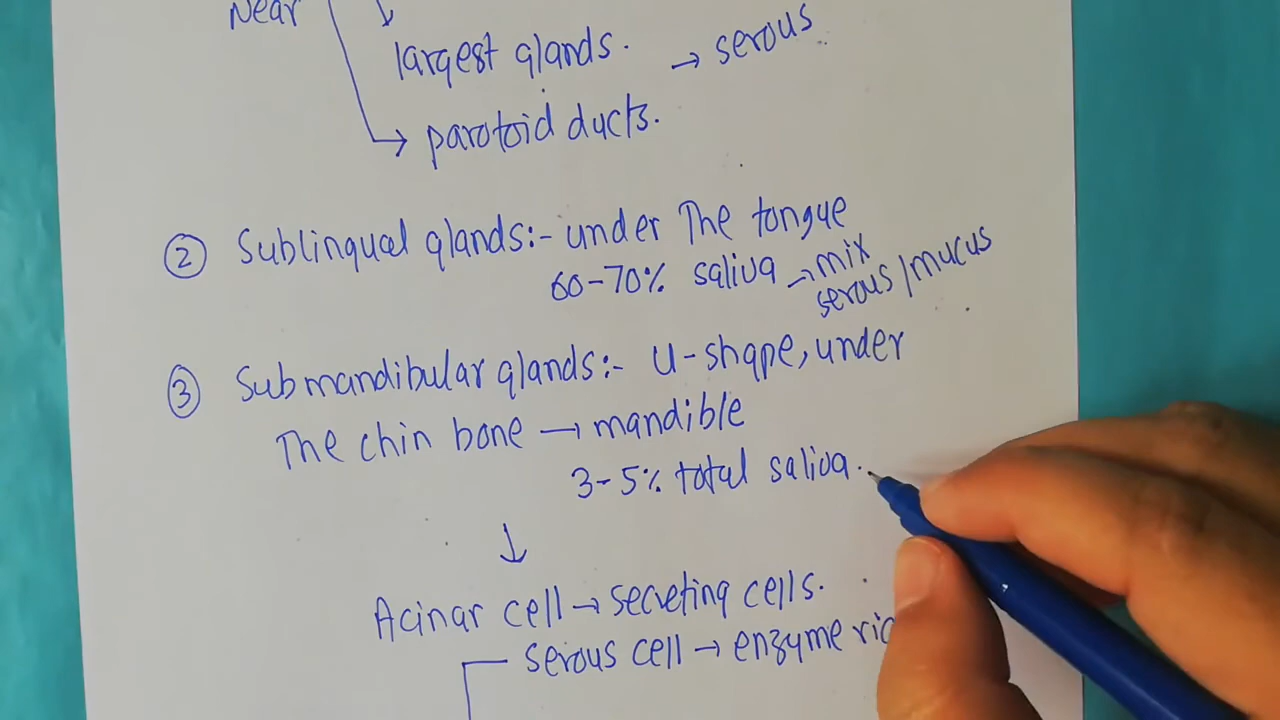 Near
largest glands. → serous
→ parotoid ducts.
② Sublingual glands:- under The tongue
60-70% saliva → mix
serous/mucus
③ Submandibular glands:- U-shape, under
The chin bone → mandible
3-5% total saliva.
↓
Acinar cell → secreting cells.
serous cell → enzyme